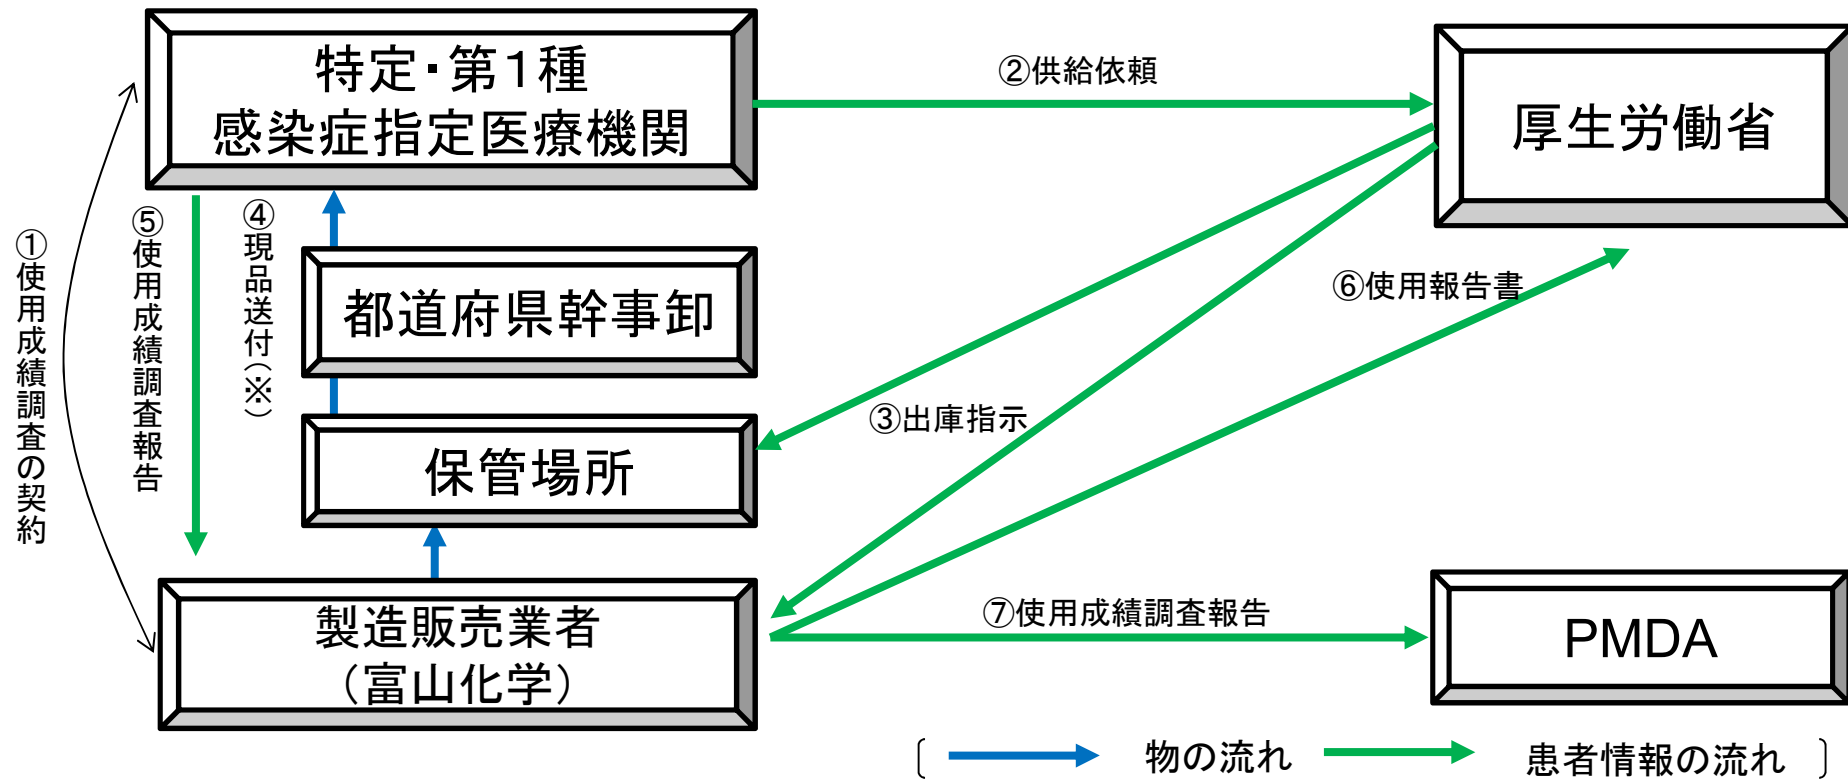 特定・第１種
感染症指定医療機関
②供給依頼
厚生労働省
①使用成績調査の契約
⑤使用成績調査報告
④現品送付(※)
都道府県幹事卸
⑥使用報告書
③出庫指示
保管場所
製造販売業者
（富山化学）
⑦使用成績調査報告
PMDA
〔 物の流れ 患者情報の流れ 〕